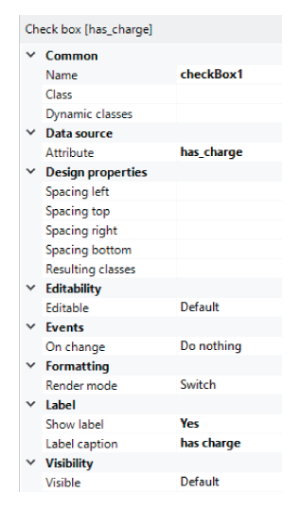 Check box [has_charge]
Common
Name checkBox1
Class
Dynamic classes
Data source
Attribute has_charge
Design properties
Spacing left
Spacing top
Spacing right
Spacing bottom
Resulting classes
Editability
Editable Default
Events
On change Do nothing
Formatting
Render mode Switch
Label
Show label Yes
Label caption has charge
Visibility
Visible Default